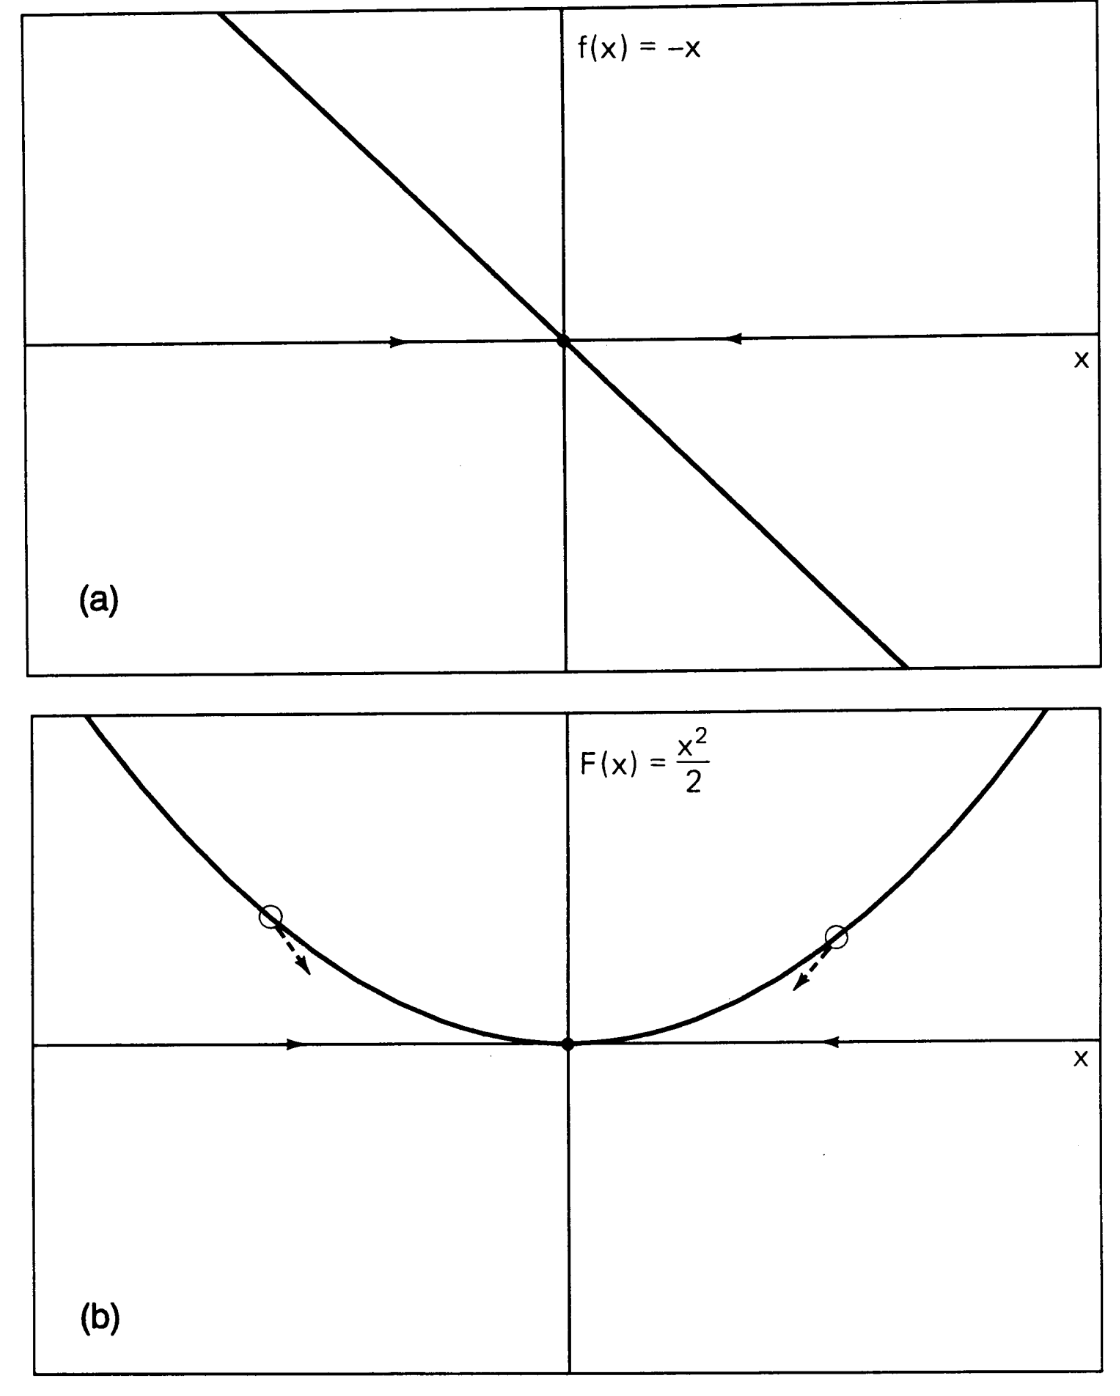 f(x) = –x
x
(a)
F(x) = x²/2
x
(b)